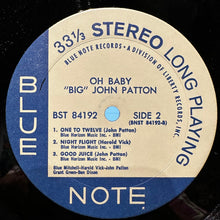 33⅓ STEREO LONG PLAYING
BLUE NOTE RECORDS • A DIVISION OF LIBERTY RECORDS, INC.
OH BABY
"BIG" JOHN PATTON
BST 84192 SIDE 2
(BNST 84192-B)
1. ONE TO TWELVE (John Patton)
Blue Horizon Music Inc. - BMI
2. NIGHT FLIGHT (Harold Vick)
Blue Horizon Music Inc. - BMI
3. GOOD JUICE (John Patton)
Blue Horizon Music Inc. - BMI
Blue Mitchell-Harold Vick-John Patton
Grant Green-Ben Dixon
BLUE
NOTE